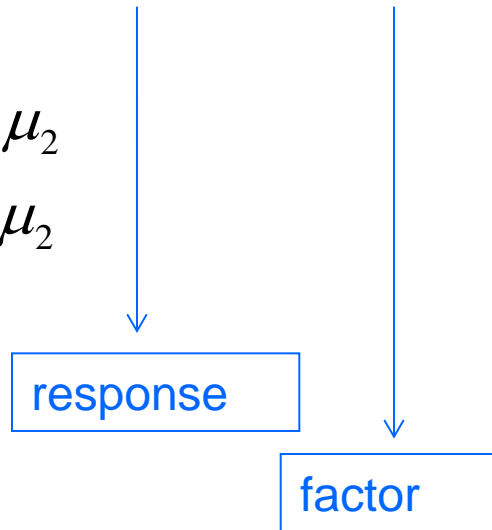 μ₂
μ₂
response
factor